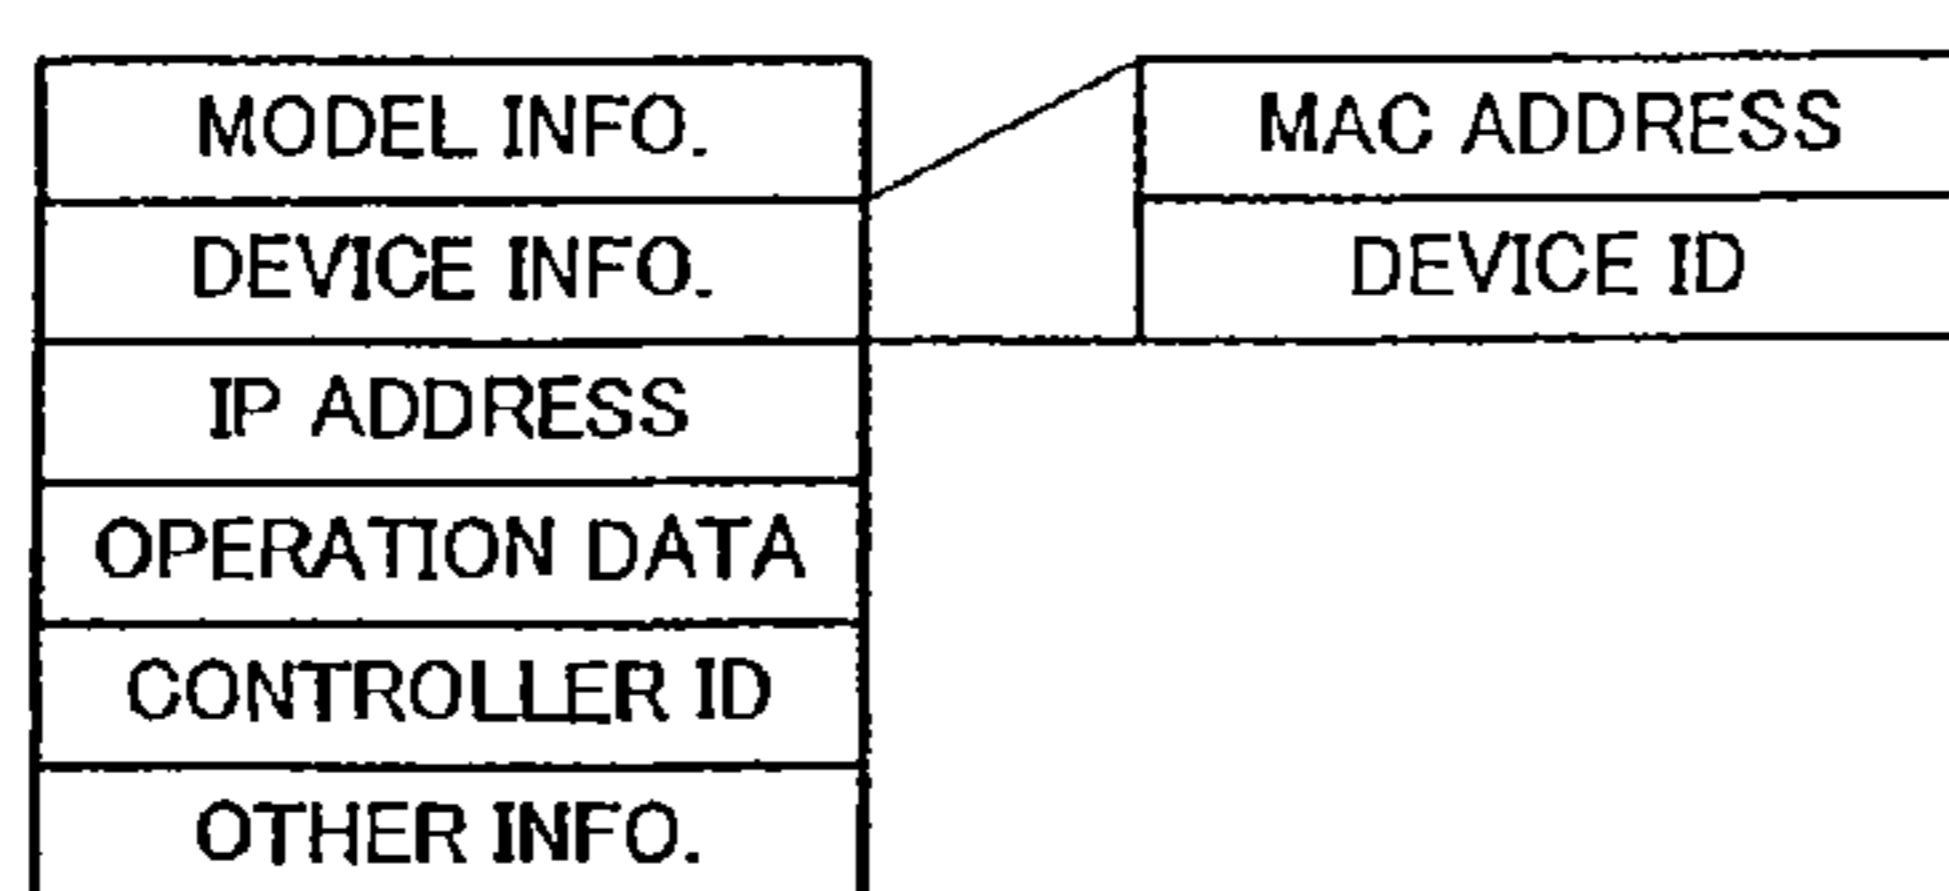 MODEL INFO.
DEVICE INFO.
IP ADDRESS
OPERATION DATA
CONTROLLER ID
OTHER INFO.
MAC ADDRESS
DEVICE ID